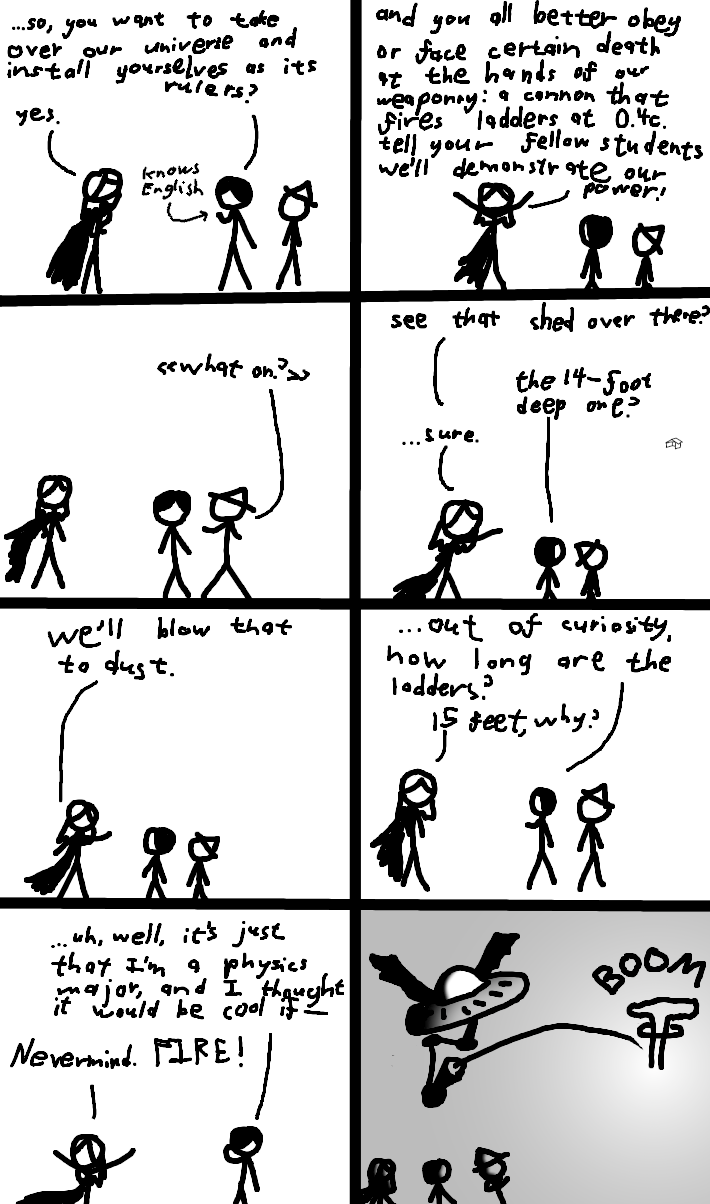 ...so, you want to take
over our universe and
install yourselves as its
rulers?
yes.
knows
English
and you all better obey
or face certain death
at the hands of our
weaponry: a cannon that
fires ladders at 0.4c.
tell your fellow students
we'll demonstrate our
power!
<<what on?>>
see that shed over there?
the 14-foot
deep one?
...sure.
we'll blow that
to dust.
...out of curiosity,
how long are the
ladders?
15 feet, why?
...uh, well, it's just
that I'm a physics
major, and I thought
it would be cool if—
Nevermind. FIRE!
BOOM